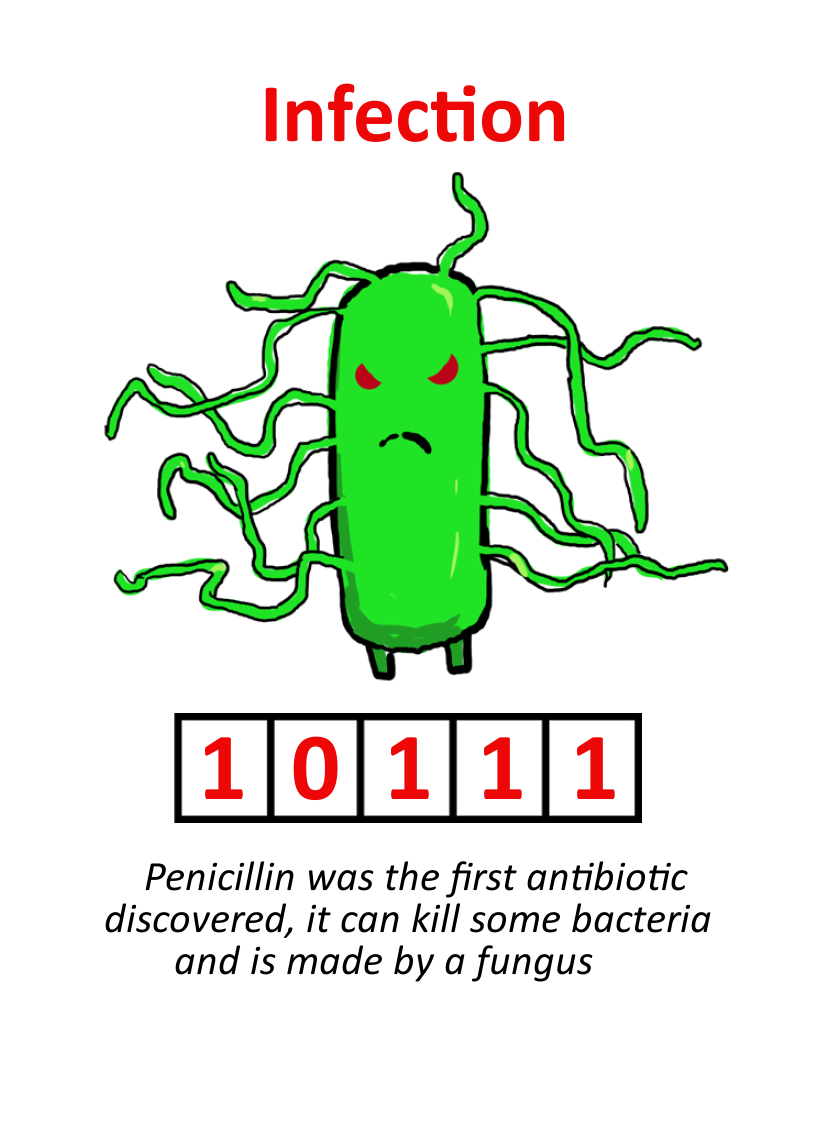 Infection
1 0 1 1 1
Penicillin was the first antibiotic
discovered, it can kill some bacteria
and is made by a fungus